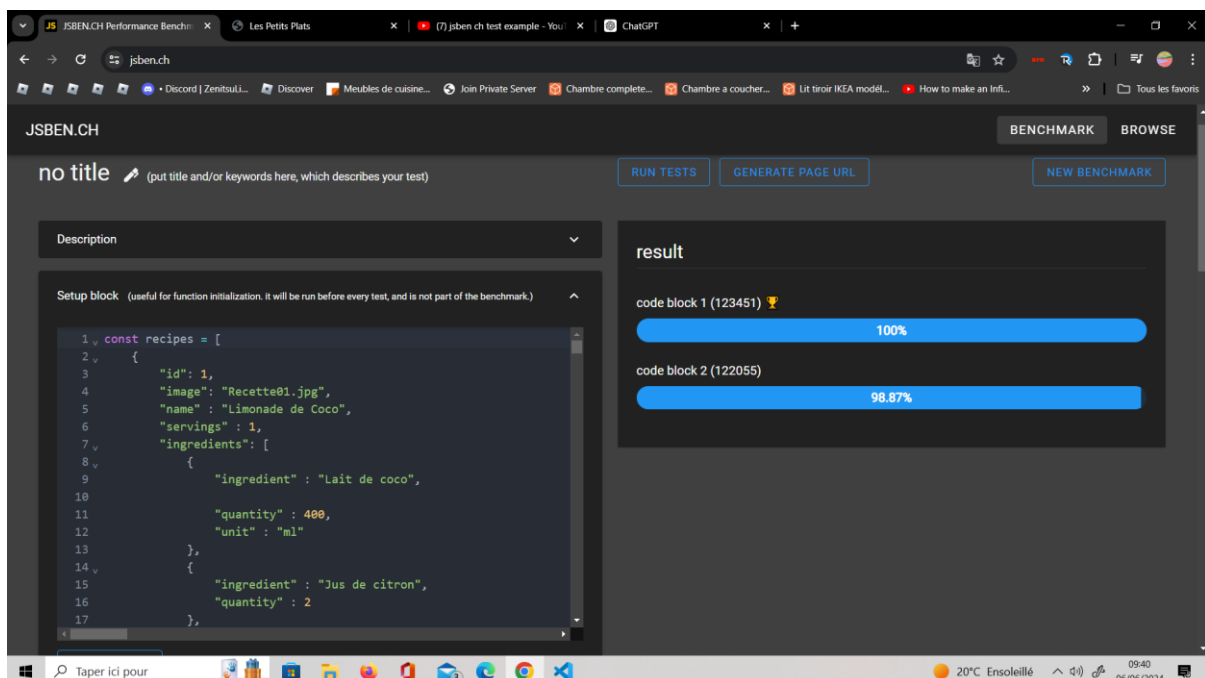 JS JSBEN.CH Performance Benchm
Les Petits Plats
(7) jsben ch test example - You
ChatGPT
jsben.ch
• Discord | ZenitsuLi...
Discover
Meubles de cuisine...
Join Private Server
Chambre complete...
Chambre a coucher...
Lit tiroir IKEA modél...
How to make an Infi...
»
Tous les favoris
JSBEN.CH
BENCHMARK
BROWSE
no title (put title and/or keywords here, which describes your test)
RUN TESTS
GENERATE PAGE URL
NEW BENCHMARK
Description
Setup block (useful for function initialization. it will be run before every test, and is not part of the benchmark.)
1 const recipes = [
2 {
3 "id": 1,
4 "image": "Recette01.jpg",
5 "name" : "Limonade de Coco",
6 "servings" : 1,
7 "ingredients": [
8 {
9 "ingredient" : "Lait de coco",
10
11 "quantity" : 400,
12 "unit" : "ml"
13 },
14 {
15 "ingredient" : "Jus de citron",
16 "quantity" : 2
17 },
result
code block 1 (123451)
100%
code block 2 (122055)
98.87%
Taper ici pour
20°C Ensoleillé
09:40
06/06/2024